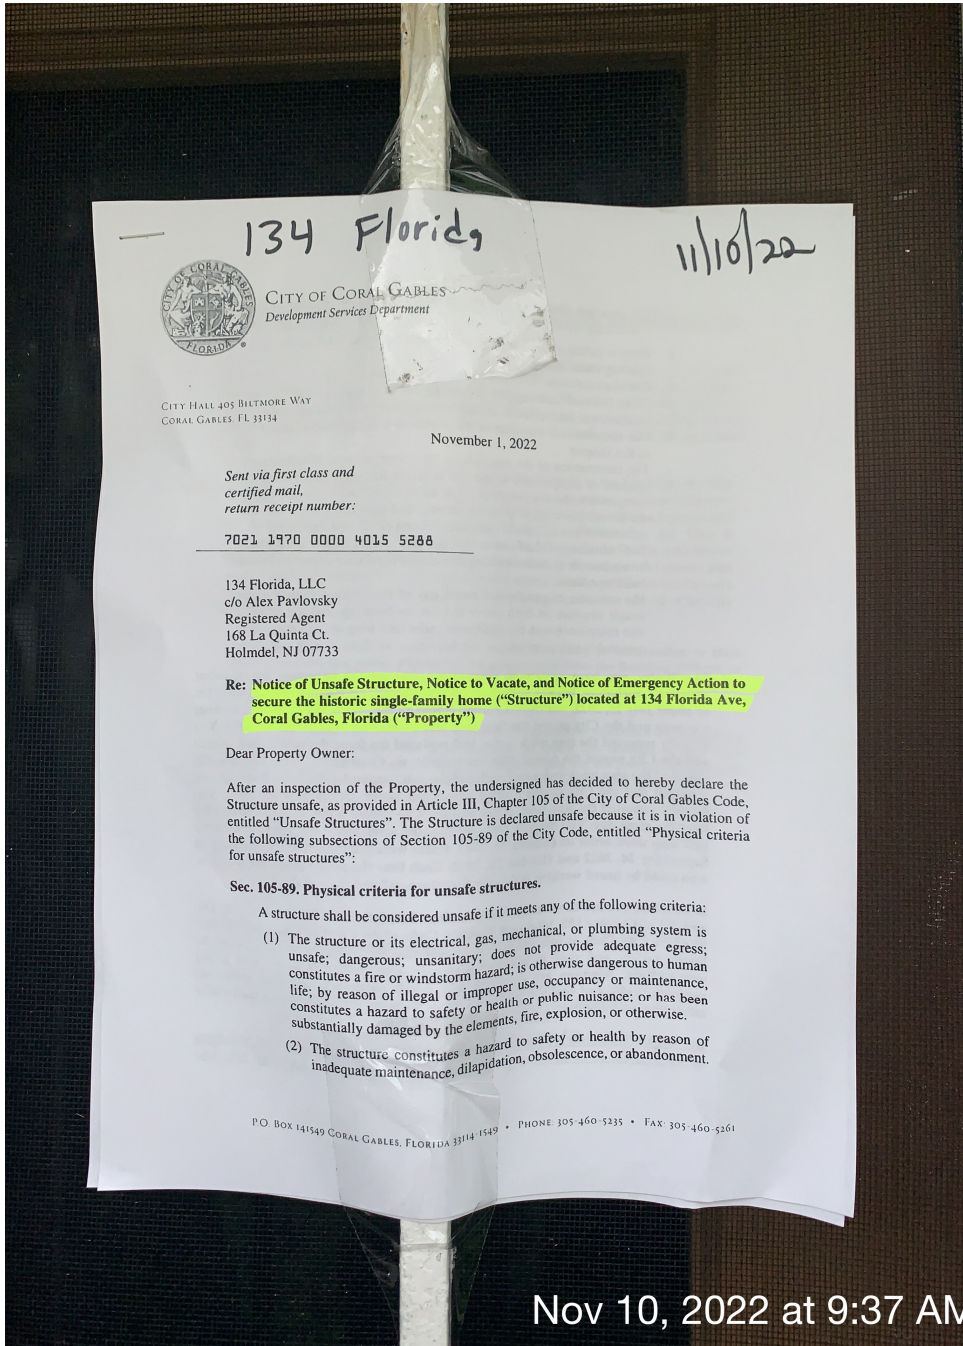 134 Florida
11/10/22
CITY OF CORAL GABLES
FLORIDA
CITY OF CORAL GABLES
Development Services Department
CITY HALL 405 BILTMORE WAY
CORAL GABLES, FL 33134
November 1, 2022
Sent via first class and
certified mail,
return receipt number:
7021 1970 0000 4015 5288
134 Florida, LLC
c/o Alex Pavlovsky
Registered Agent
168 La Quinta Ct.
Holmdel, NJ 07733
Re: Notice of Unsafe Structure, Notice to Vacate, and Notice of Emergency Action to
secure the historic single-family home (“Structure”) located at 134 Florida Ave,
Coral Gables, Florida (“Property”)
Dear Property Owner:
After an inspection of the Property, the undersigned has decided to hereby declare the
Structure unsafe, as provided in Article III, Chapter 105 of the City of Coral Gables Code,
entitled “Unsafe Structures”. The Structure is declared unsafe because it is in violation of
the following subsections of Section 105-89 of the City Code, entitled “Physical criteria
for unsafe structures”:
Sec. 105-89. Physical criteria for unsafe structures.
A structure shall be considered unsafe if it meets any of the following criteria:
(1) The structure or its electrical, gas, mechanical, or plumbing system is
unsafe; dangerous; unsanitary; does not provide adequate egress;
constitutes a fire or windstorm hazard; is otherwise dangerous to human
life; by reason of illegal or improper use, occupancy or maintenance,
constitutes a hazard to safety or health or public nuisance; or has been
substantially damaged by the elements, fire, explosion, or otherwise.
(2) The structure constitutes a hazard to safety or health by reason of
inadequate maintenance, dilapidation, obsolescence, or abandonment.
P.O. BOX 141549 CORAL GABLES, FLORIDA 33114-1549 • PHONE: 305-460-5235 • FAX: 305-460-5261
Nov 10, 2022 at 9:37 AM